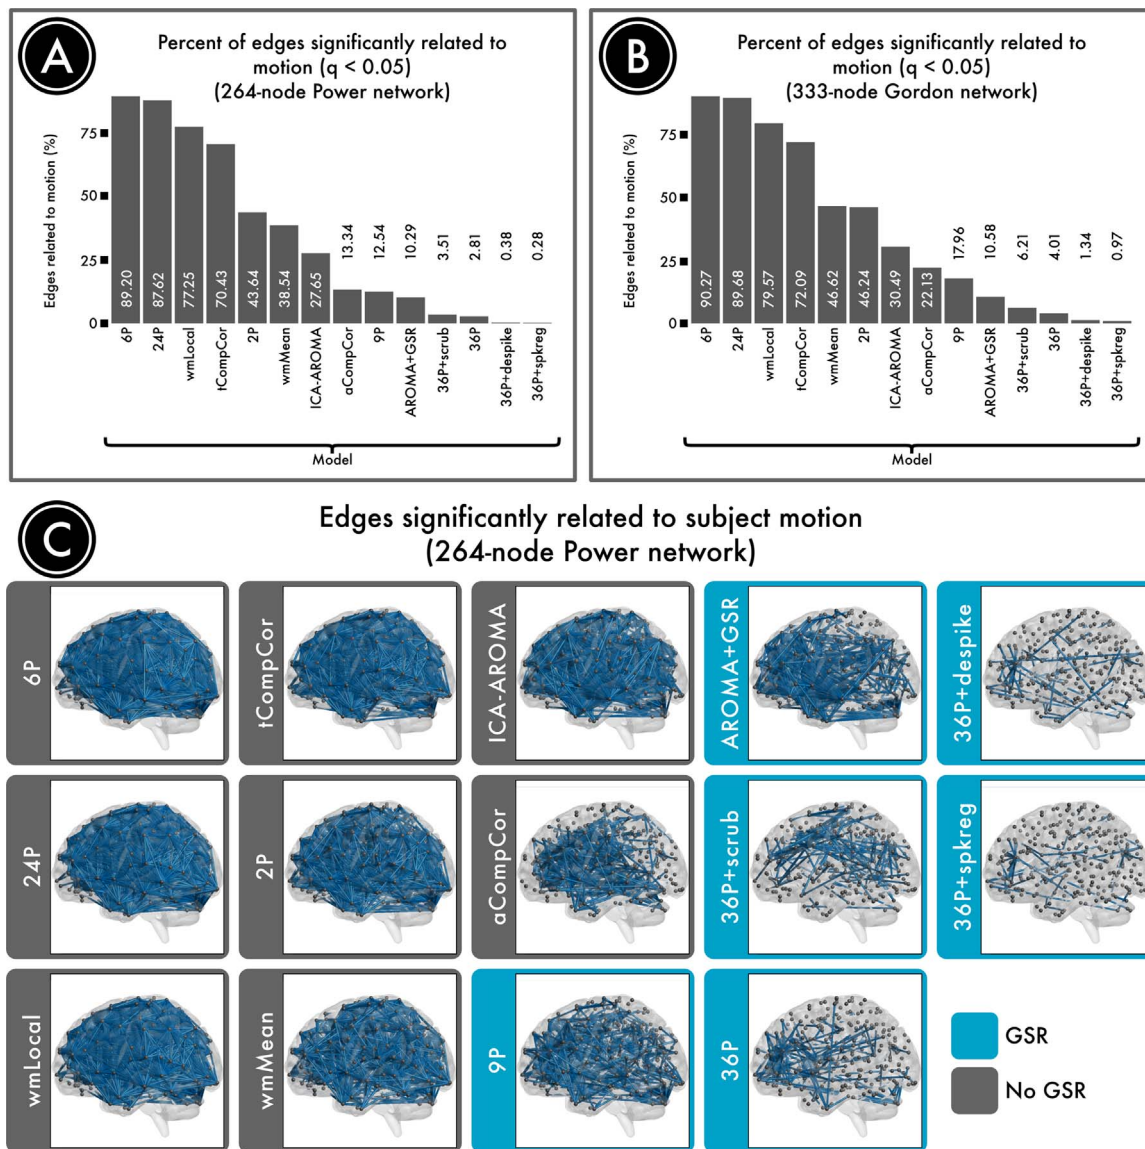 A
Percent of edges significantly related to
motion (q < 0.05)
(264-node Power network)
Edges related to motion (%)
75
50
25
0
89.20
87.62
77.25
70.43
43.64
38.54
27.65
13.34
12.54
10.29
3.51
2.81
0.38
0.28
6P
24P
wmLocal
tCompCor
2P
wmMean
ICA-AROMA
aCompCor
9P
AROMA+GSR
36P+scrub
36P
36P+despike
36P+spkreg
Model
B
Percent of edges significantly related to
motion (q < 0.05)
(333-node Gordon network)
Edges related to motion (%)
75
50
25
0
90.27
89.68
79.57
72.09
46.62
46.24
30.49
22.13
17.96
10.58
6.21
4.01
1.34
0.97
6P
24P
wmLocal
tCompCor
wmMean
2P
ICA-AROMA
aCompCor
9P
AROMA+GSR
36P+scrub
36P
36P+despike
36P+spkreg
Model
C
Edges significantly related to subject motion
(264-node Power network)
6P
tCompCor
ICA-AROMA
AROMA+GSR
36P+despike
24P
2P
aCompCor
36P+scrub
36P+spkreg
wmLocal
wmMean
9P
36P
GSR
No GSR